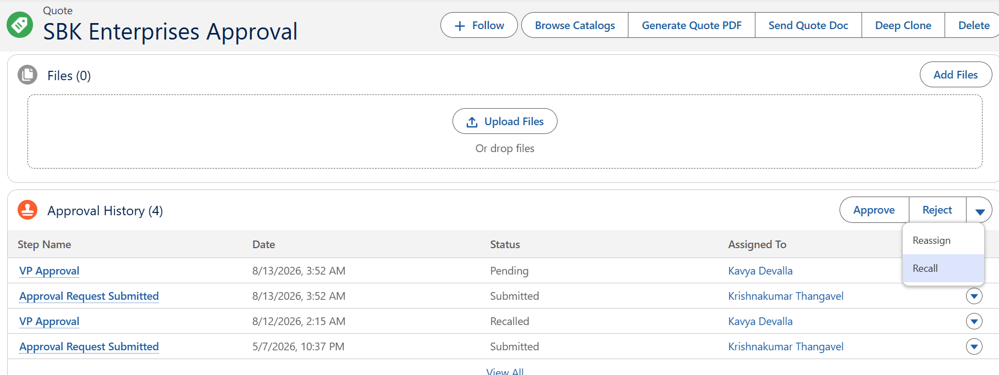 Quote
SBK Enterprises Approval
Follow
Browse Catalogs
Generate Quote PDF
Send Quote Doc
Deep Clone
Delete
Files (0)
Add Files
Upload Files
Or drop files
Approval History (4)
Approve
Reject
Reassign
Recall
Step Name Date Status Assigned To
VP Approval 8/13/2026, 3:52 AM Pending Kavya Devalla
Approval Request Submitted 8/13/2026, 3:52 AM Submitted Krishnakumar Thangavel
VP Approval 8/12/2026, 2:15 AM Recalled Kavya Devalla
Approval Request Submitted 5/7/2026, 10:37 PM Submitted Krishnakumar Thangavel
View All